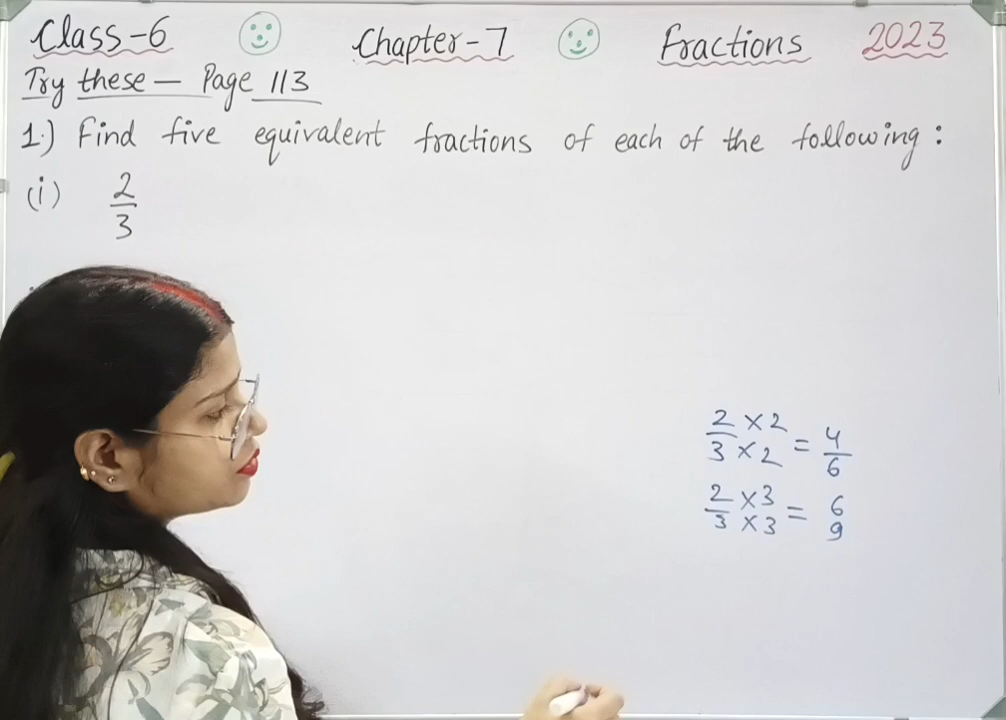 Class-6 Chapter-7 Fractions 2023
Try these — Page 113
1.) Find five equivalent fractions of each of the following :
(i) 2/3
2/3 ×2/×2 = 4/6
2/3 ×3/×3 = 6/9